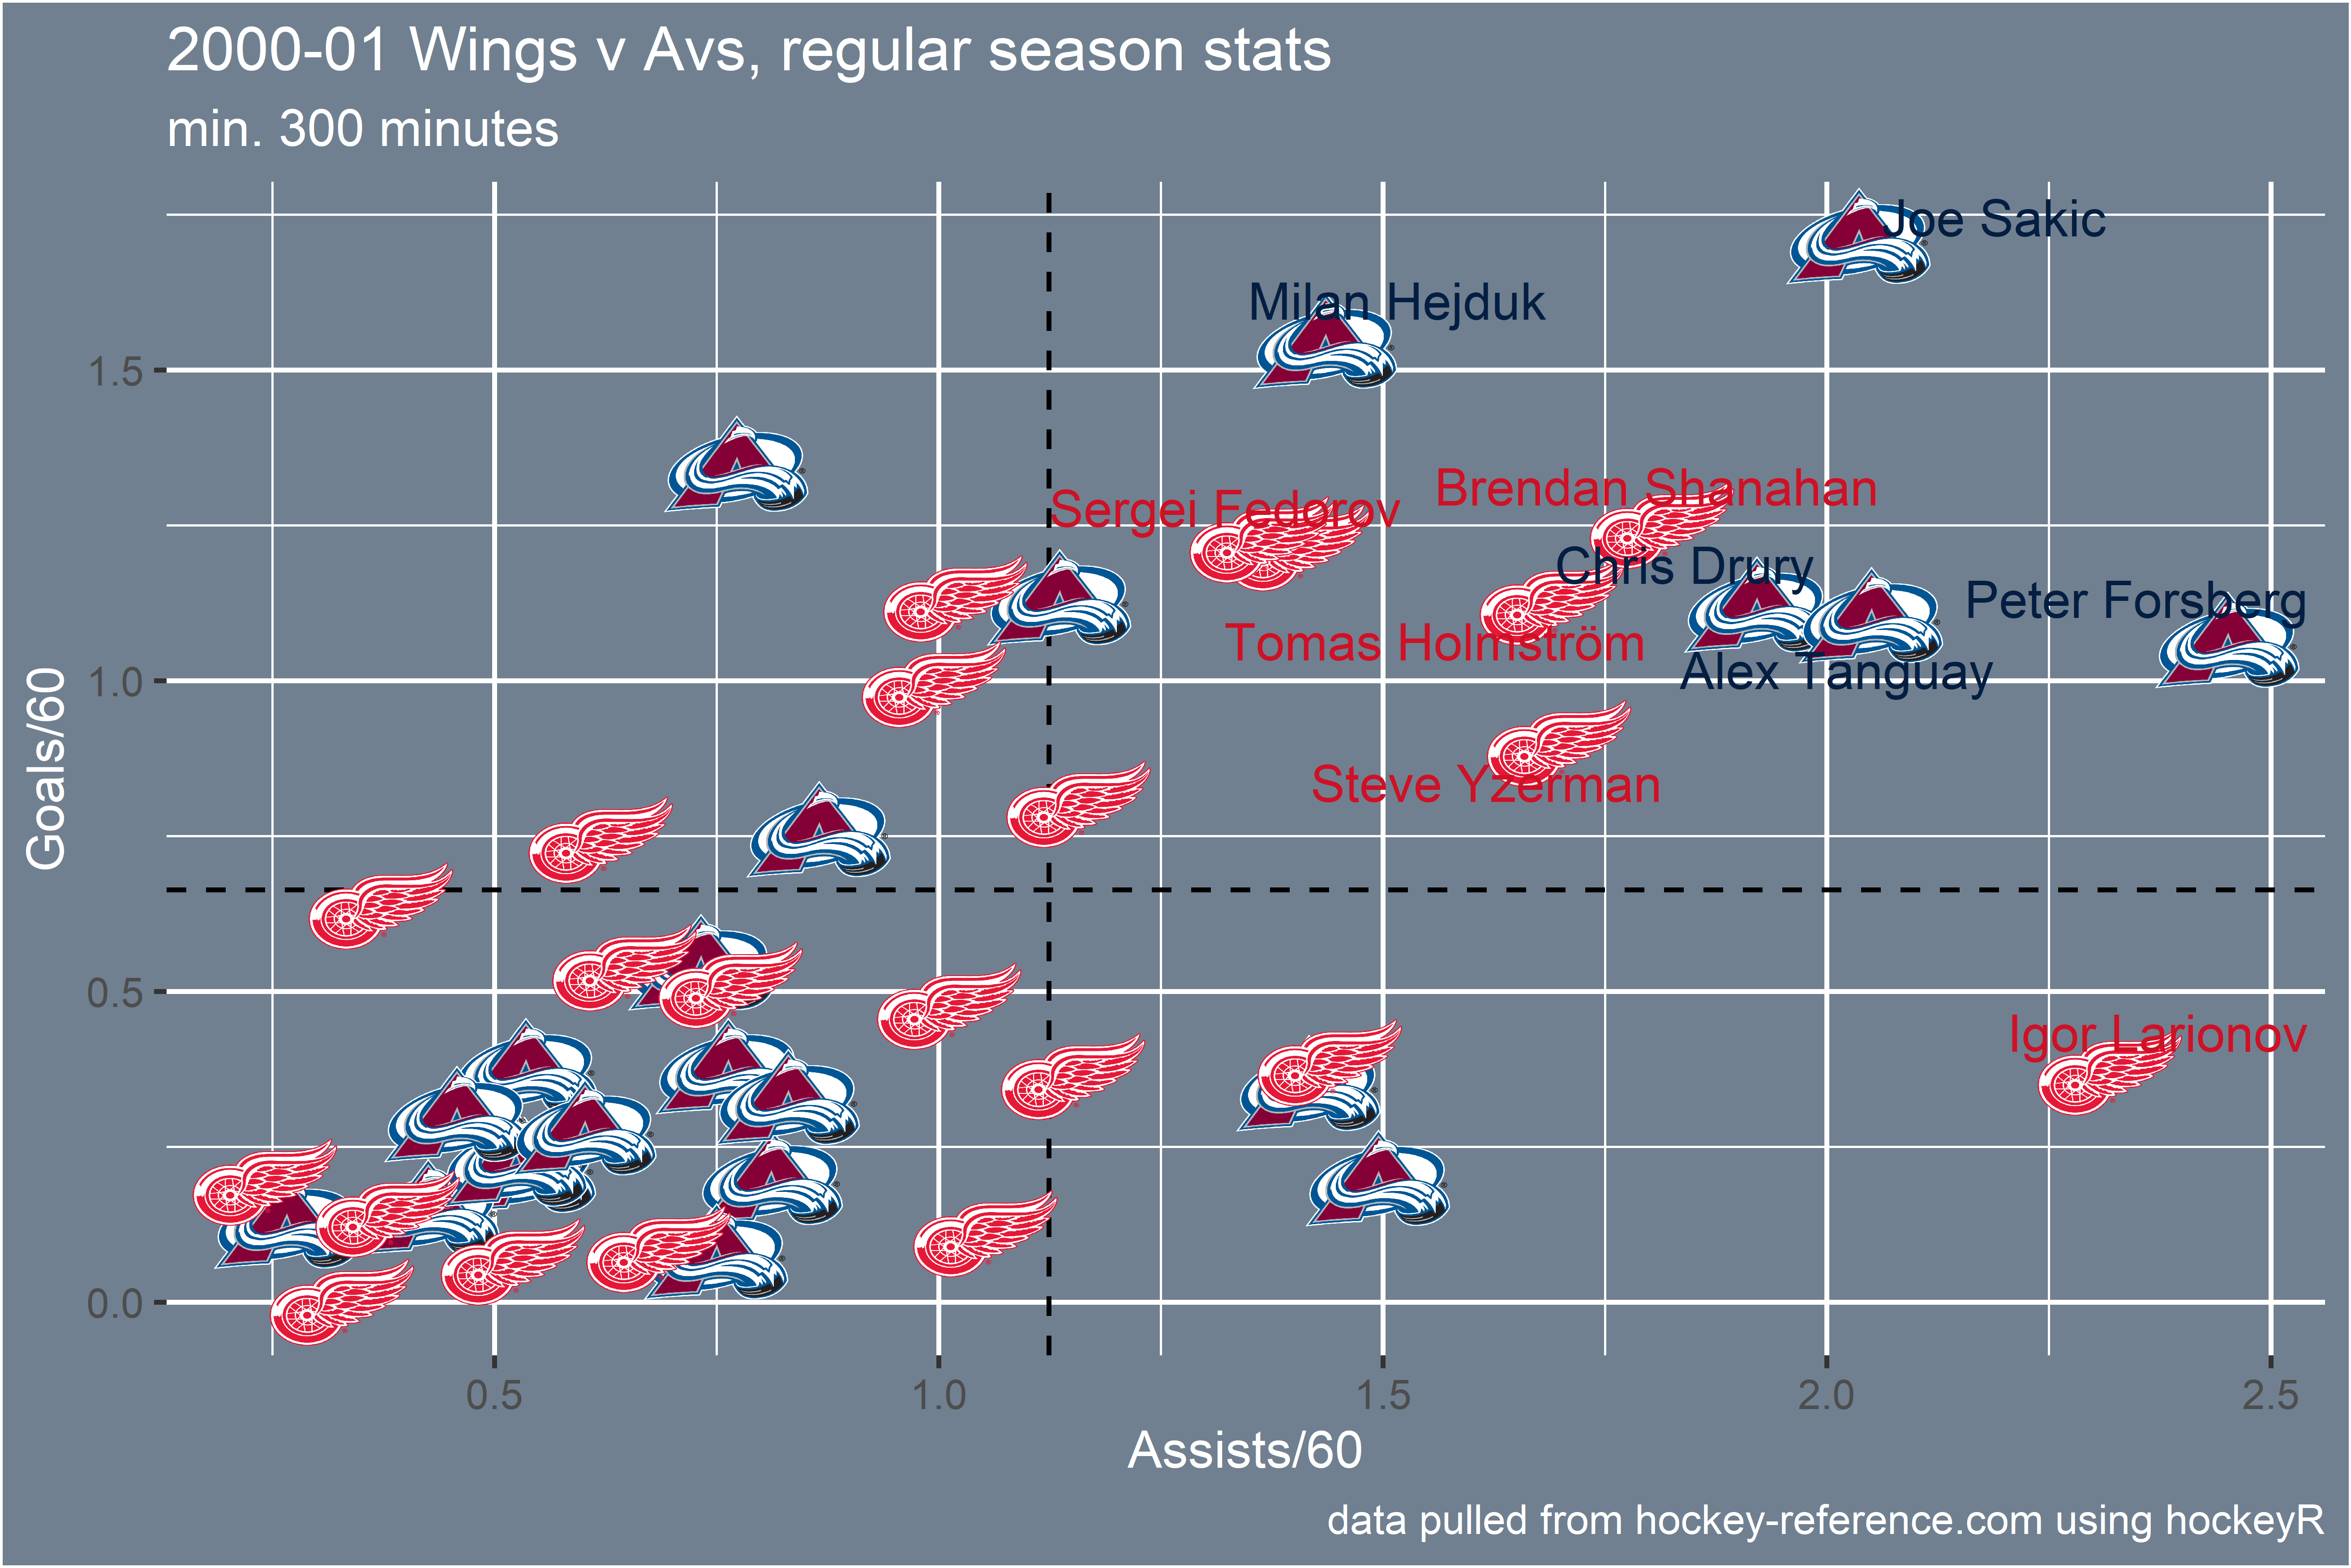 2000-01 Wings v Avs, regular season stats
min. 300 minutes
Joe Sakic
Milan Hejduk
1.5
Brendan Shanahan
Sergei Fedorov
Chris Drury
Peter Forsberg
Tomas Holmström
Alex Tanguay
1.0
Goals/60
Steve Yzerman
0.5
Igor Larionov
0.0
0.5 1.0 1.5 2.0 2.5
Assists/60
data pulled from hockey-reference.com using hockeyR